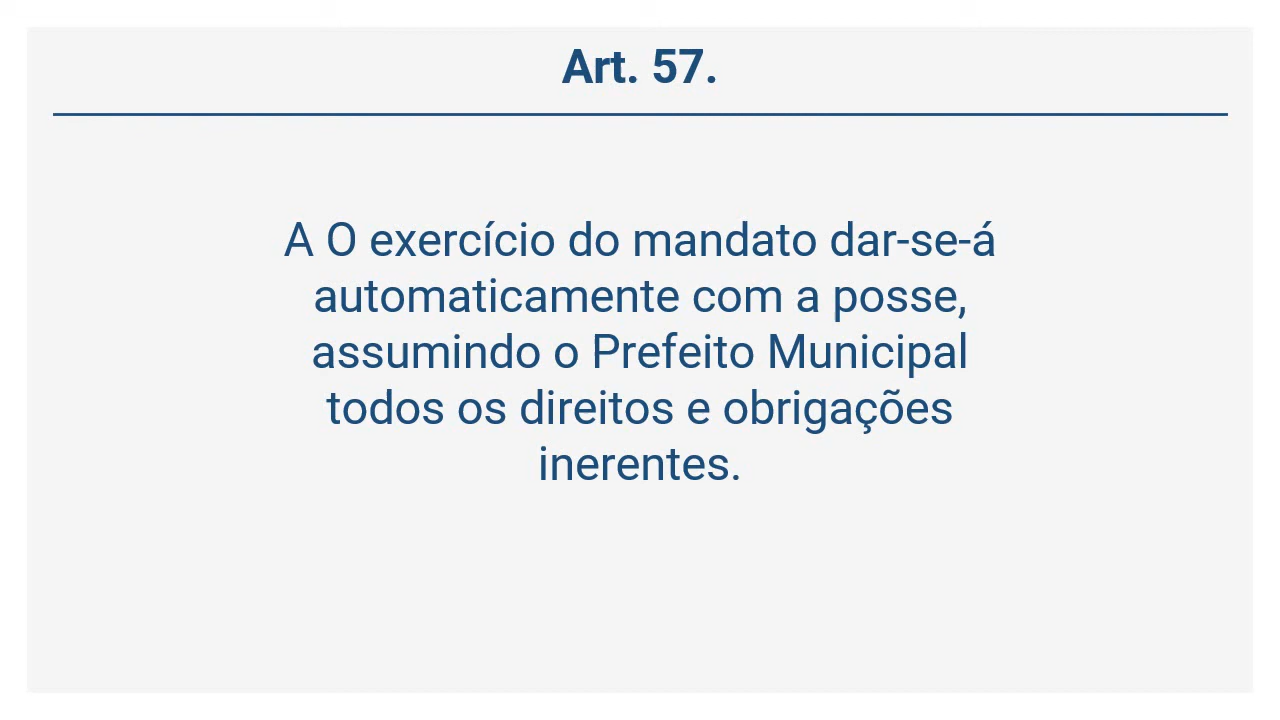 Art. 57.
A O exercício do mandato dar-se-á
automaticamente com a posse,
assumindo o Prefeito Municipal
todos os direitos e obrigações
inerentes.